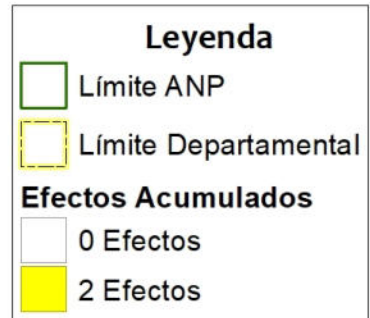 Leyenda
Límite ANP
Límite Departamental
Efectos Acumulados
0 Efectos
2 Efectos